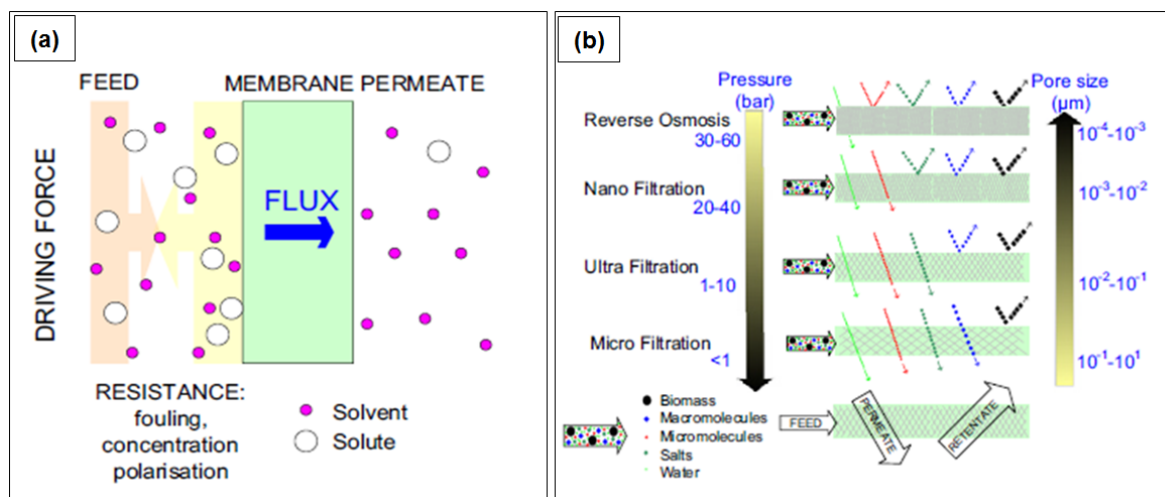 (a)
FEED
MEMBRANE PERMEATE
DRIVING FORCE
FLUX
RESISTANCE:
fouling,
concentration
polarisation
Solvent
Solute
(b)
Pressure
(bar)
Pore size
(µm)
Reverse Osmosis
30-60
10⁻⁴-10⁻³
Nano Filtration
20-40
10⁻³-10⁻²
Ultra Filtration
1-10
10⁻²-10⁻¹
Micro Filtration
<1
10⁻¹-10¹
Biomass
Macromolecules
Micromolecules
Salts
Water
FEED
PERMEATE
RETENTATE